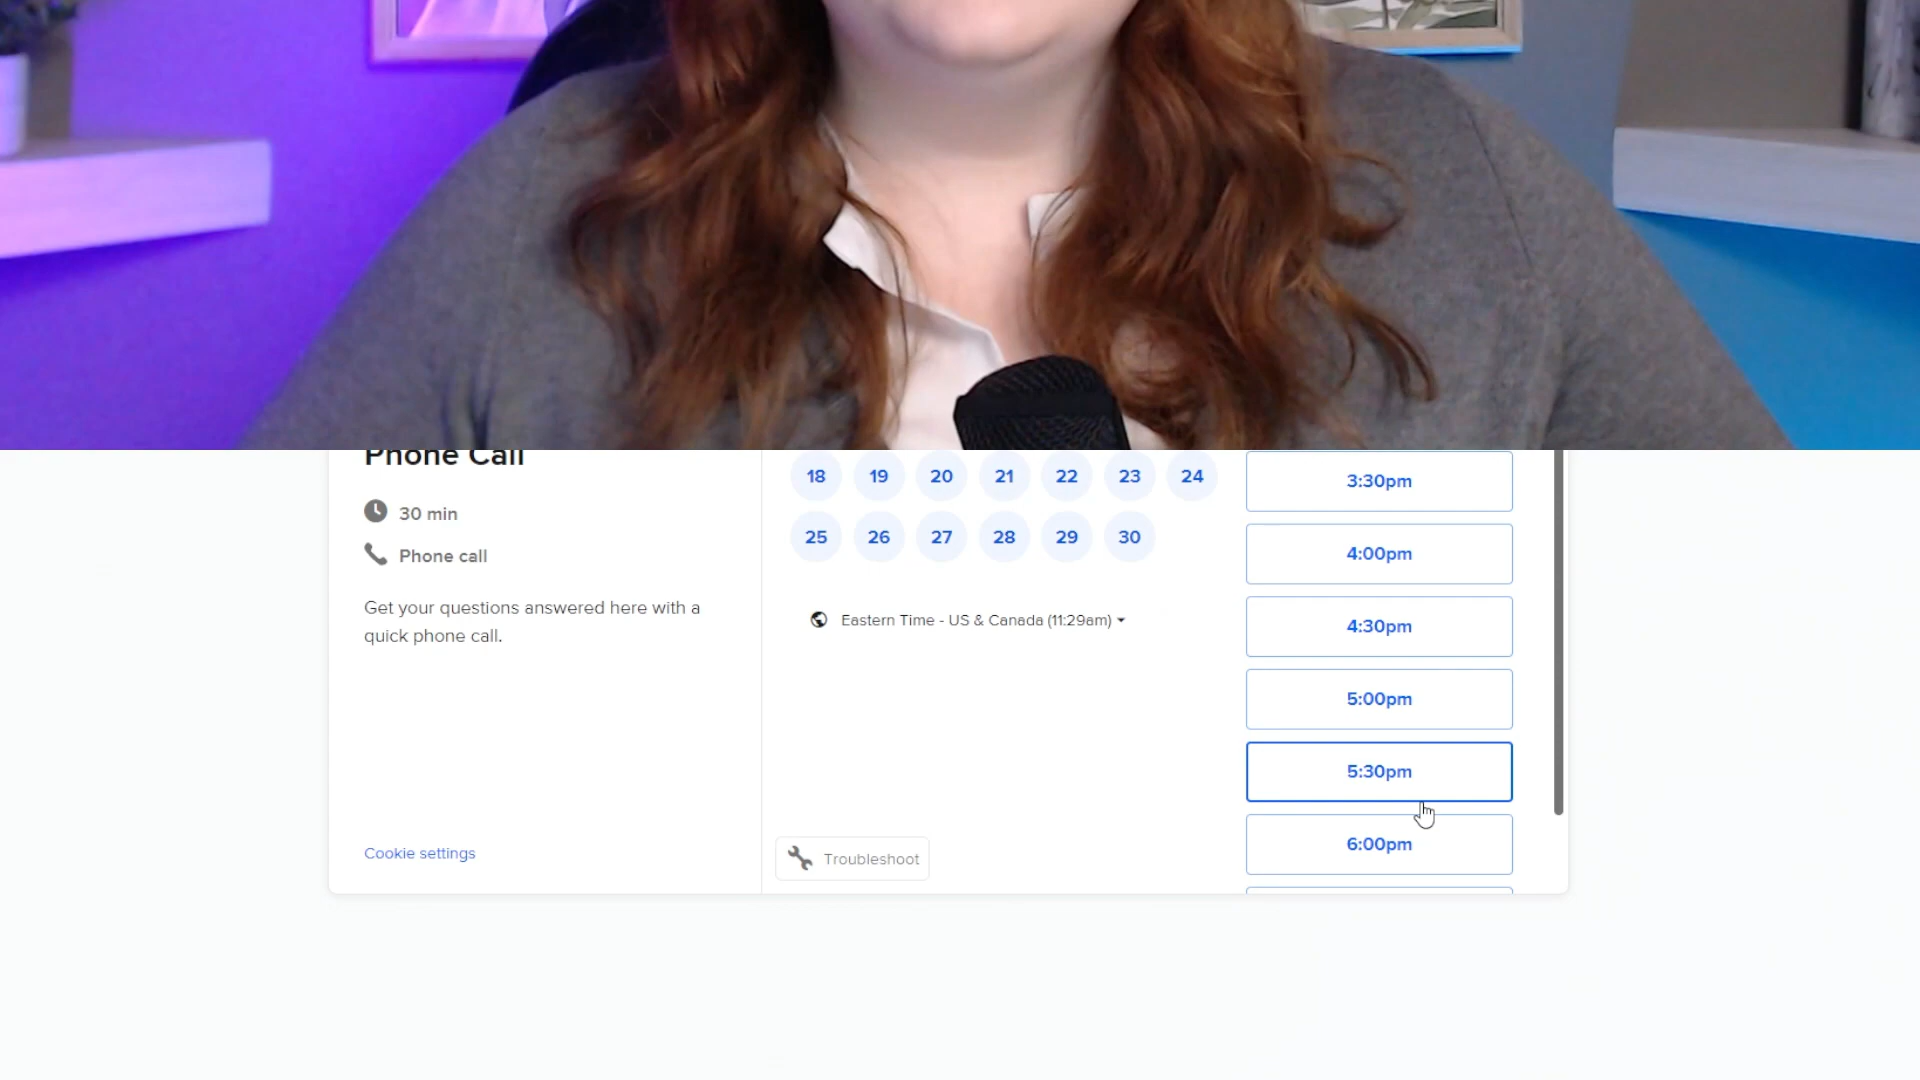 Phone Call
30 min
Phone call
Get your questions answered here with a
quick phone call.
Cookie settings
18 19 20 21 22 23 24
25 26 27 28 29 30
Eastern Time - US & Canada (11:29am)
Troubleshoot
3:30pm
4:00pm
4:30pm
5:00pm
5:30pm
6:00pm